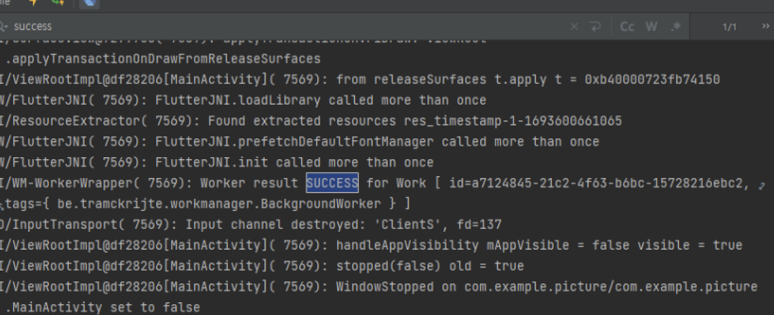 success
Cc W .* 1/1 »
.applyTransactionOnDrawFromReleaseSurfaces
I/ViewRootImpl@df28206[MainActivity]( 7569): from releaseSurfaces t.apply t = 0xb40000723fb74150
W/FlutterJNI( 7569): FlutterJNI.loadLibrary called more than once
I/ResourceExtractor( 7569): Found extracted resources res_timestamp-1-1693600661065
W/FlutterJNI( 7569): FlutterJNI.prefetchDefaultFontManager called more than once
W/FlutterJNI( 7569): FlutterJNI.init called more than once
I/WM-WorkerWrapper( 7569): Worker result SUCCESS for Work [ id=a7124845-21c2-4f63-b6bc-15728216ebc2,
tags={ be.tramckrijte.workmanager.BackgroundWorker } ]
D/InputTransport( 7569): Input channel destroyed: 'ClientS', fd=137
I/ViewRootImpl@df28206[MainActivity]( 7569): handleAppVisibility mAppVisible = false visible = true
I/ViewRootImpl@df28206[MainActivity]( 7569): stopped(false) old = true
I/ViewRootImpl@df28206[MainActivity]( 7569): WindowStopped on com.example.picture/com.example.picture
.MainActivity set to false